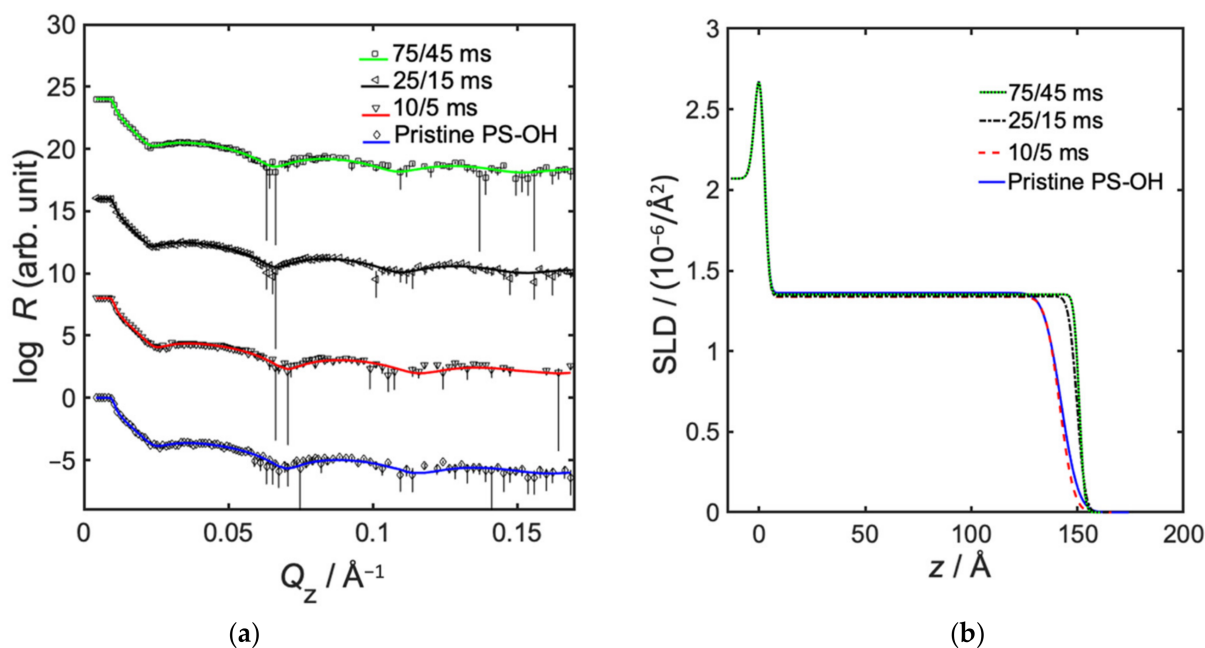 30
25
20
15
10
5
0
−5
log R (arb. unit)
75/45 ms
25/15 ms
10/5 ms
Pristine PS-OH
0
0.05
0.1
0.15
Qz / Å−1
(a)
3
2.5
2
1.5
1
0.5
0
SLD / (10−6/Å2)
75/45 ms
25/15 ms
10/5 ms
Pristine PS-OH
0
50
100
150
200
z / Å
(b)